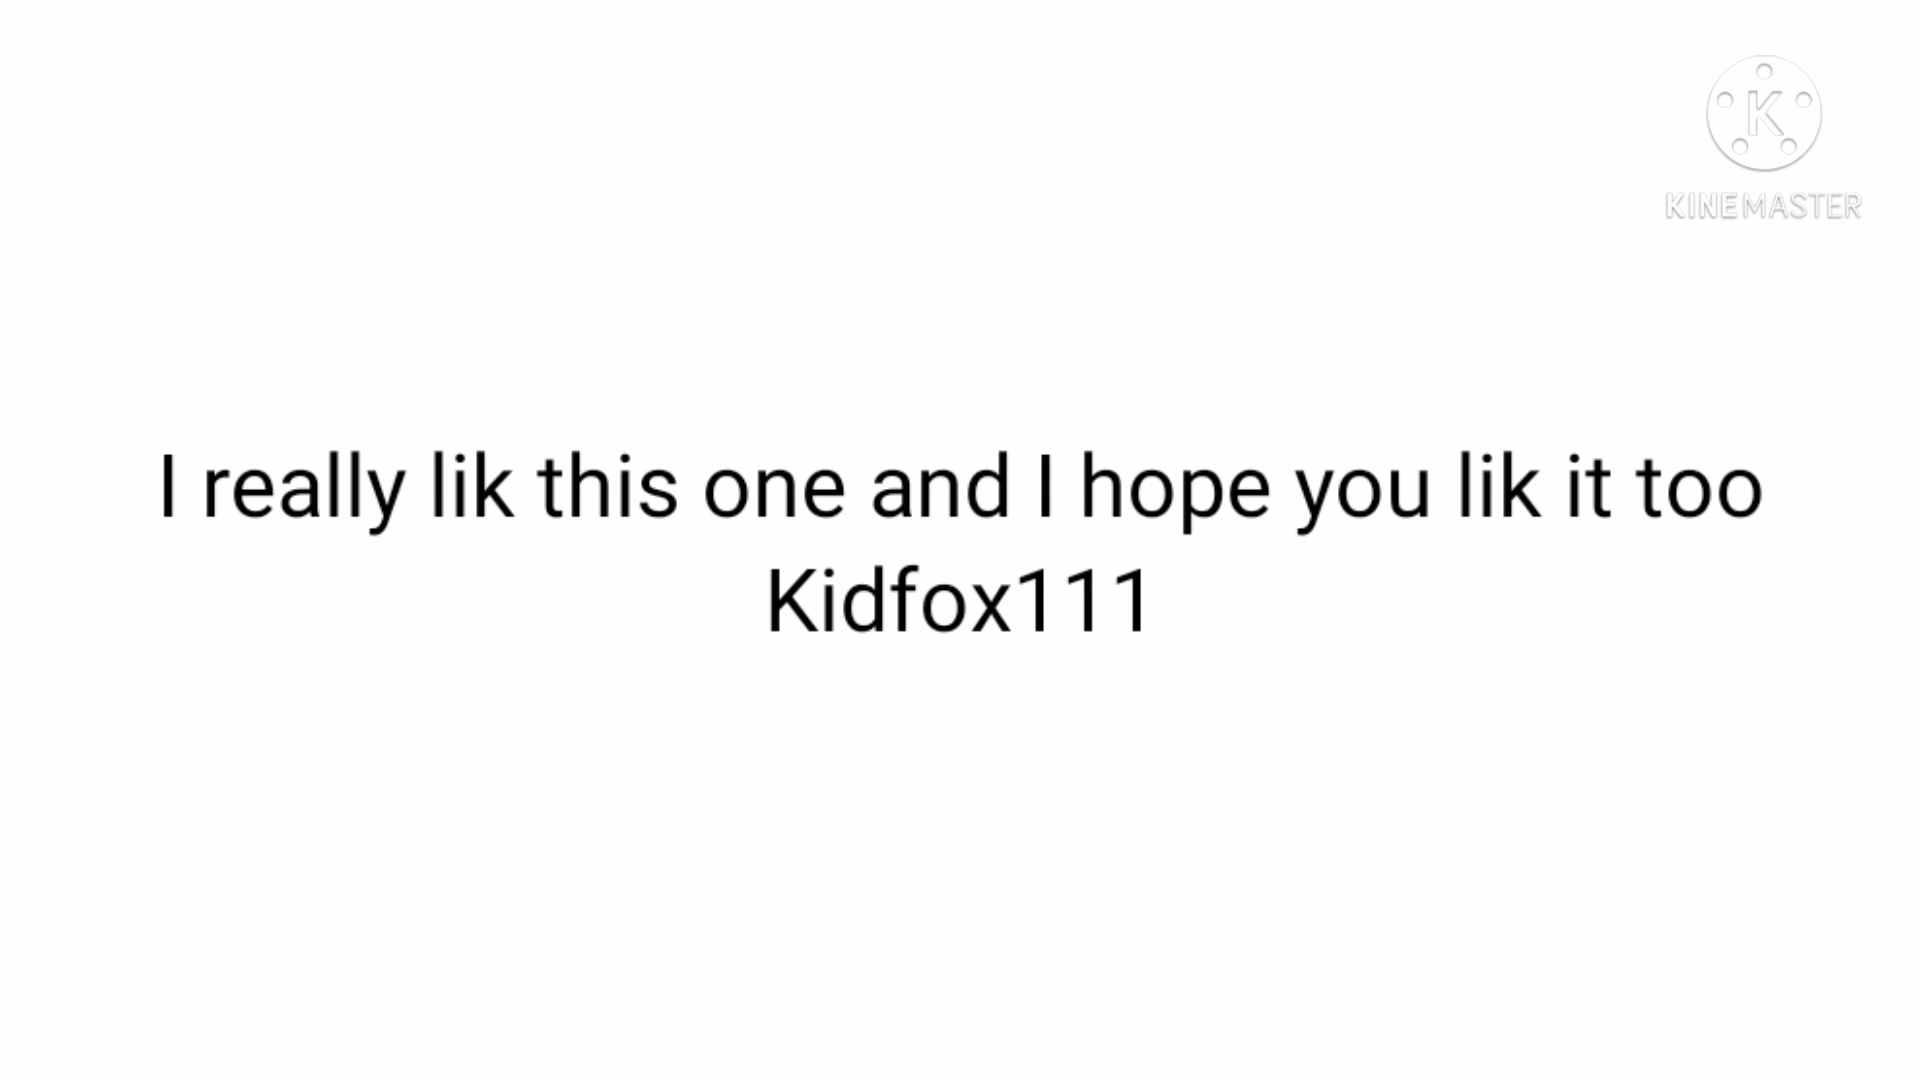 K
KINEMASTER
I really lik this one and I hope you lik it too
Kidfox111